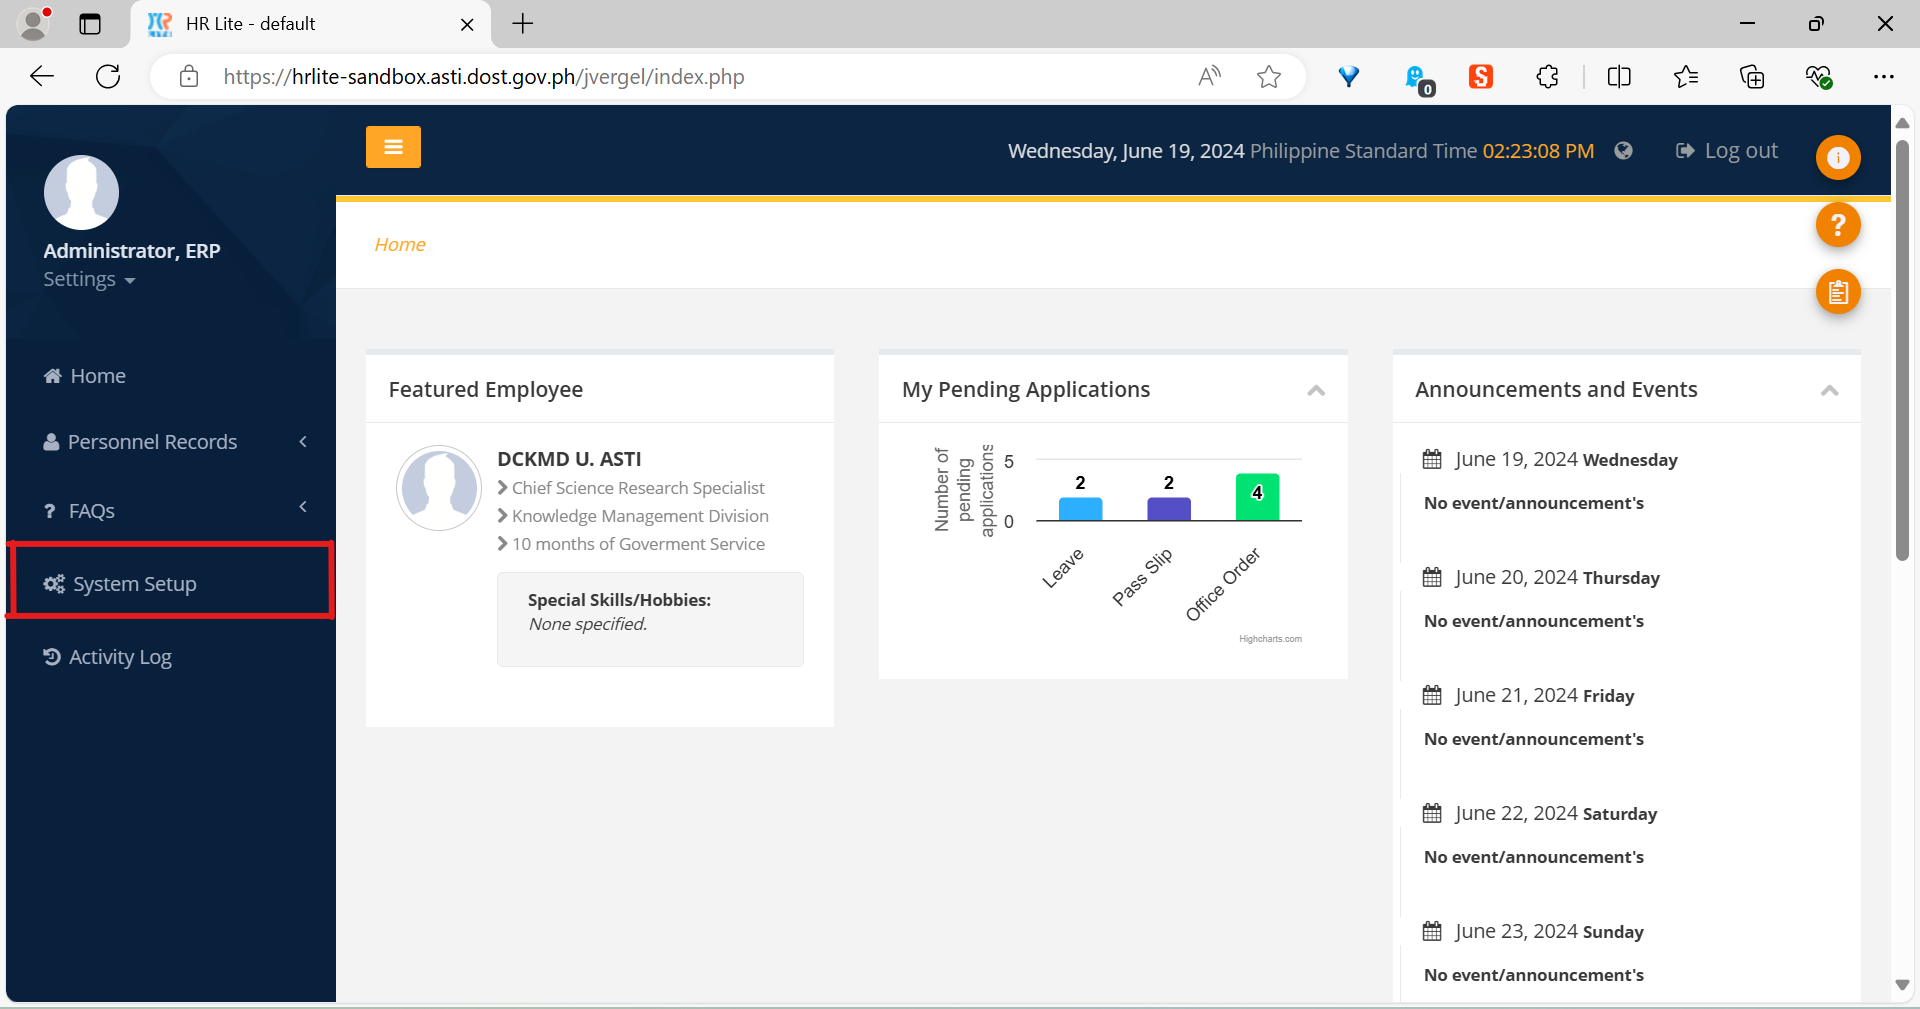 HR Lite - default
https://hrlite-sandbox.asti.dost.gov.ph/jvergel/index.php
A
S
0
Wednesday, June 19, 2024 Philippine Standard Time 02:23:08 PM
Log out
i
?
Administrator, ERP
Settings
Home
Home
Personnel Records
? FAQs
System Setup
Activity Log
Featured Employee
DCKMD U. ASTI
Chief Science Research Specialist
Knowledge Management Division
10 months of Goverment Service
Special Skills/Hobbies:
None specified.
My Pending Applications
Number of
pending
applications
5
0
2
2
4
Leave
Pass Slip
Office Order
Highcharts.com
Announcements and Events
June 19, 2024 Wednesday
No event/announcement's
June 20, 2024 Thursday
No event/announcement's
June 21, 2024 Friday
No event/announcement's
June 22, 2024 Saturday
No event/announcement's
June 23, 2024 Sunday
No event/announcement's